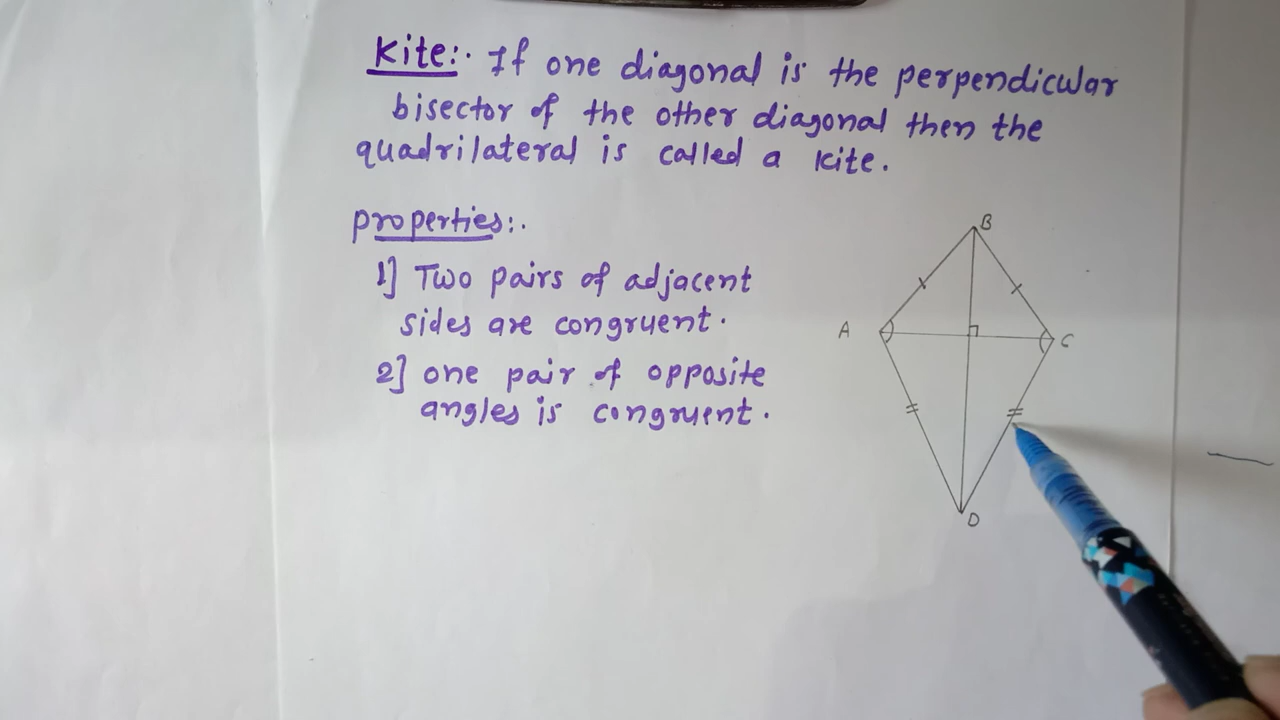 Kite:. If one diagonal is the perpendicular
bisector of the other diagonal then the
quadrilateral is called a kite.
properties:.
1] Two pairs of adjacent
sides are congruent.
2] one pair of opposite
angles is congruent.
B
A
C
D